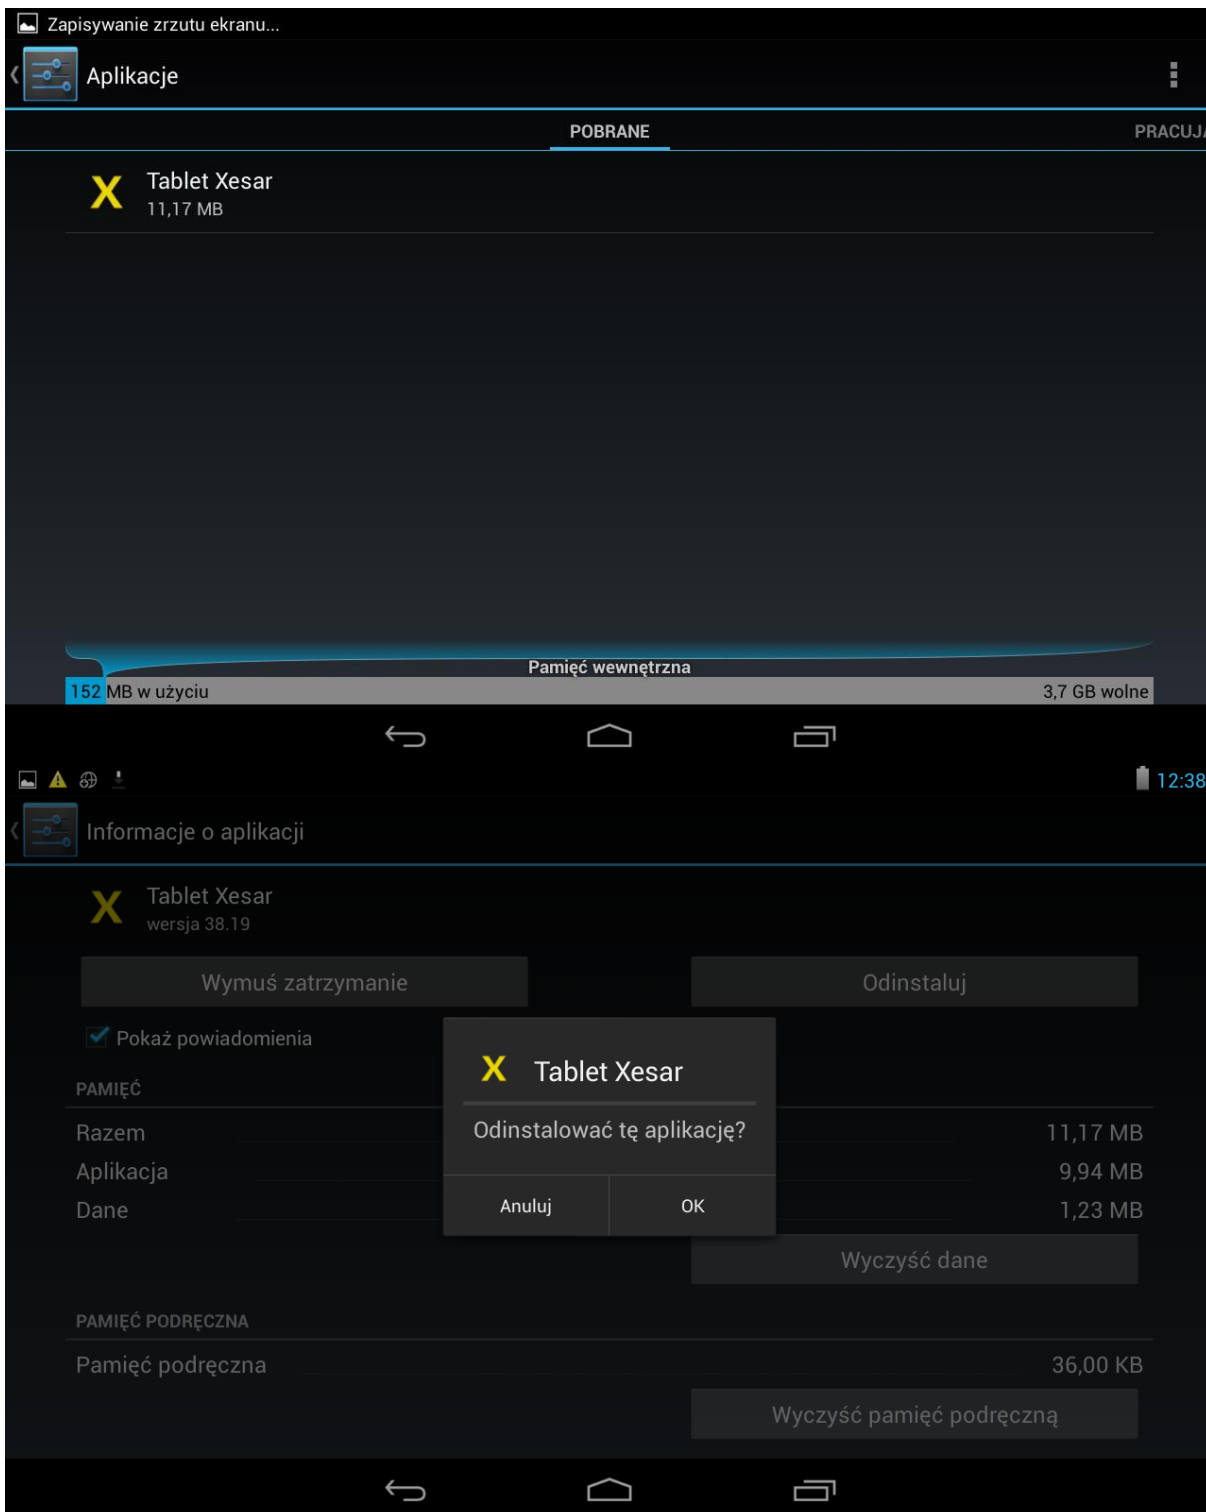 Zapisywanie zrzutu ekranu...
Aplikacje
POBRANE
PRACUJ
X Tablet Xesar
11,17 MB
Pamięć wewnętrzna
152 MB w użyciu
3,7 GB wolne
12:38
Informacje o aplikacji
X Tablet Xesar
wersja 38.19
Wymuś zatrzymanie
Odinstaluj
Pokaż powiadomienia
X Tablet Xesar
Odinstalować tę aplikację?
Anuluj OK
PAMIĘĆ
Razem 11,17 MB
Aplikacja 9,94 MB
Dane 1,23 MB
Wyczyść dane
PAMIĘĆ PODRĘCZNA
Pamięć podręczna 36,00 KB
Wyczyść pamięć podręczną